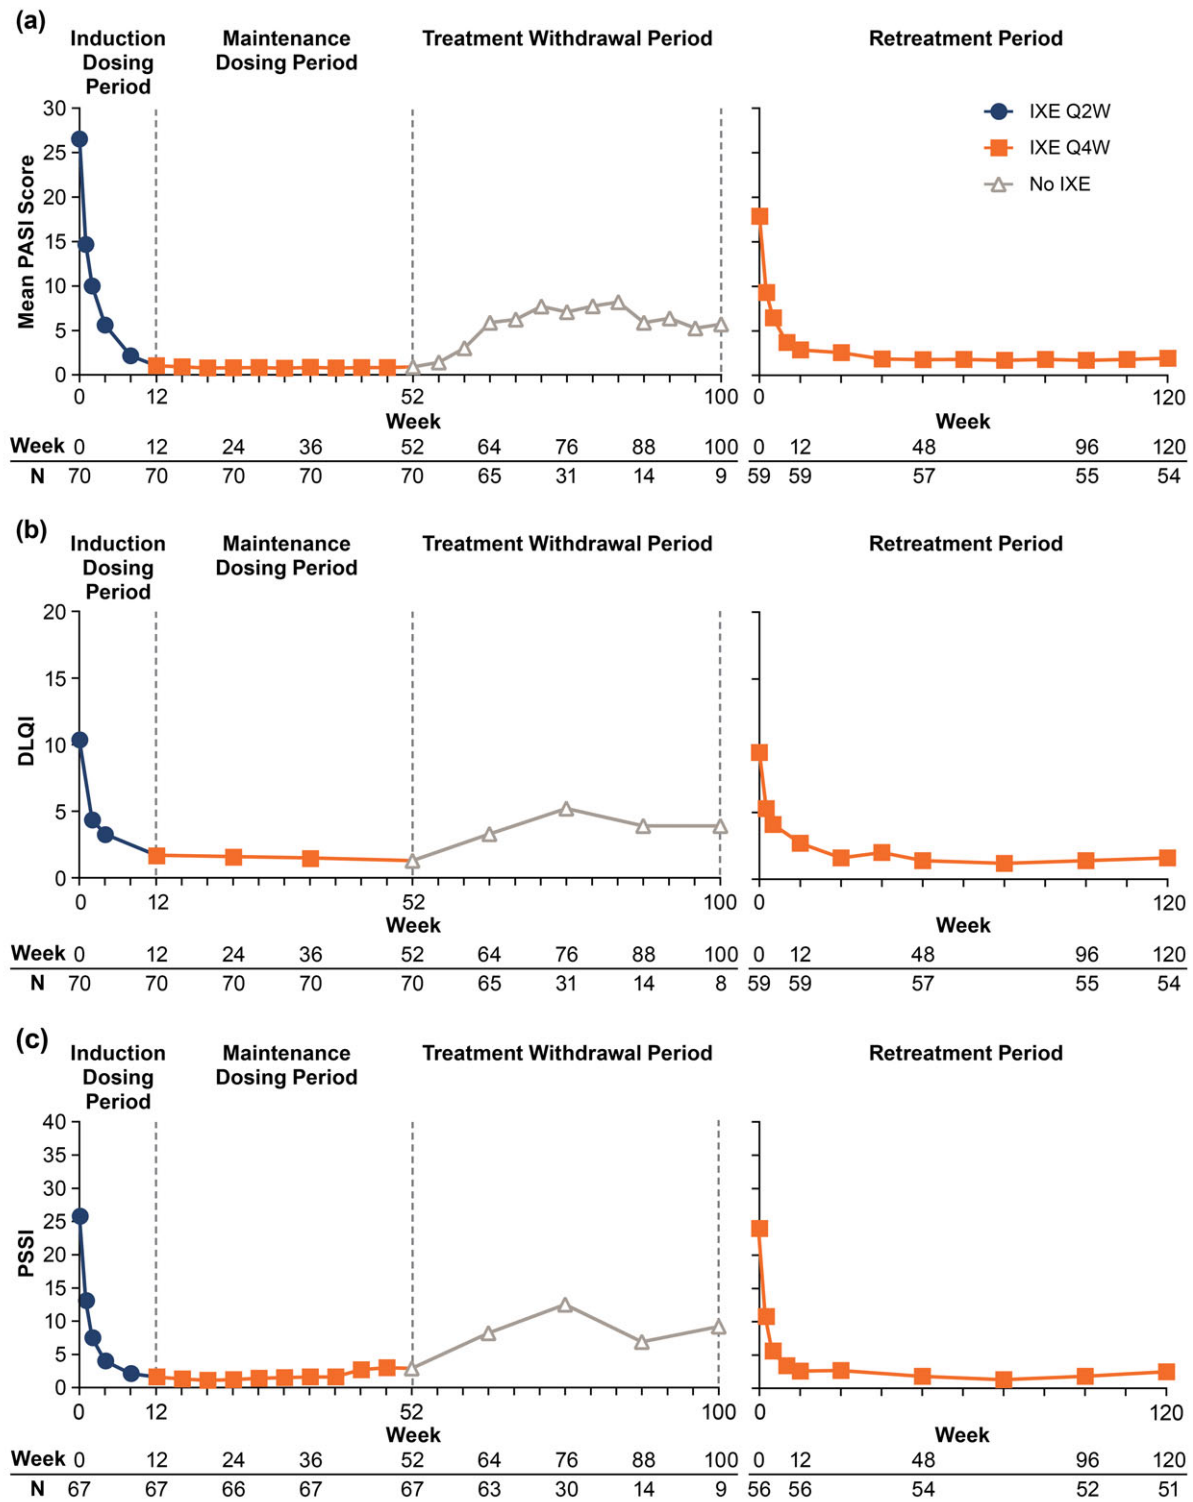 (a)
Induction Dosing Period
Maintenance Dosing Period
Treatment Withdrawal Period
Retreatment Period
Mean PASI Score
30
25
20
15
10
5
0
IXE Q2W
IXE Q4W
No IXE
0 12 52 100 0 120
Week Week
Week 0 12 24 36 52 64 76 88 100 0 12 48 96 120
N 70 70 70 70 70 65 31 14 9 59 59 57 55 54
(b)
Induction Dosing Period
Maintenance Dosing Period
Treatment Withdrawal Period
Retreatment Period
DLQI
20
15
10
5
0
0 12 52 100 0 120
Week Week
Week 0 12 24 36 52 64 76 88 100 0 12 48 96 120
N 70 70 70 70 70 65 31 14 8 59 59 57 55 54
(c)
Induction Dosing Period
Maintenance Dosing Period
Treatment Withdrawal Period
Retreatment Period
PSSI
40
35
30
25
20
15
10
5
0
0 12 52 100 0 120
Week Week
Week 0 12 24 36 52 64 76 88 100 0 12 48 96 120
N 67 67 66 67 67 63 30 14 9 56 56 54 52 51